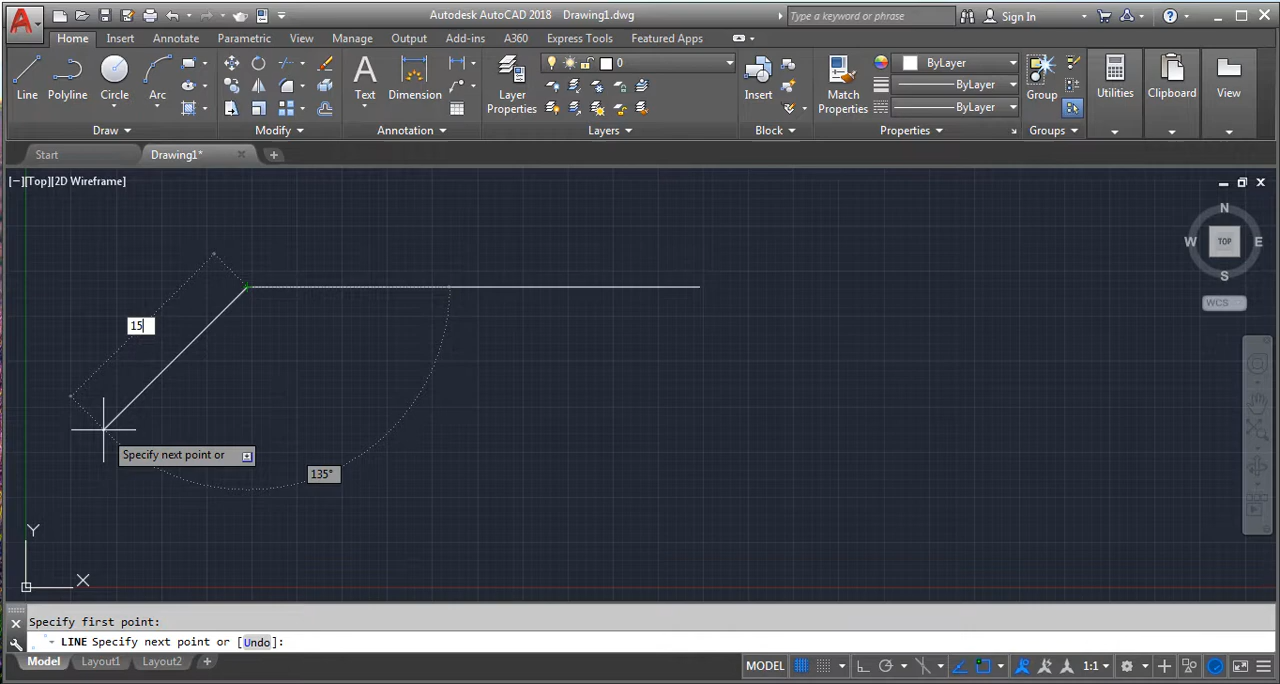 Autodesk AutoCAD 2018 Drawing1.dwg
Type a keyword or phrase
Sign In
Home Insert Annotate Parametric View Manage Output Add-ins A360 Express Tools Featured Apps
A
Line Polyline Circle Arc
Draw
Modify
A
Text Dimension
Annotation
Layer
Properties
0
Layers
Insert
Block
Match
Properties
ByLayer
ByLayer
ByLayer
Properties
Group
Groups
Utilities
Clipboard
View
Start Drawing1*
[−][Top][2D Wireframe]
N
W TOP E
S
WCS
15
Specify next point or
135°
Y
X
Specify first point:
LINE Specify next point or [Undo]:
Model Layout1 Layout2 +
MODEL
1:1